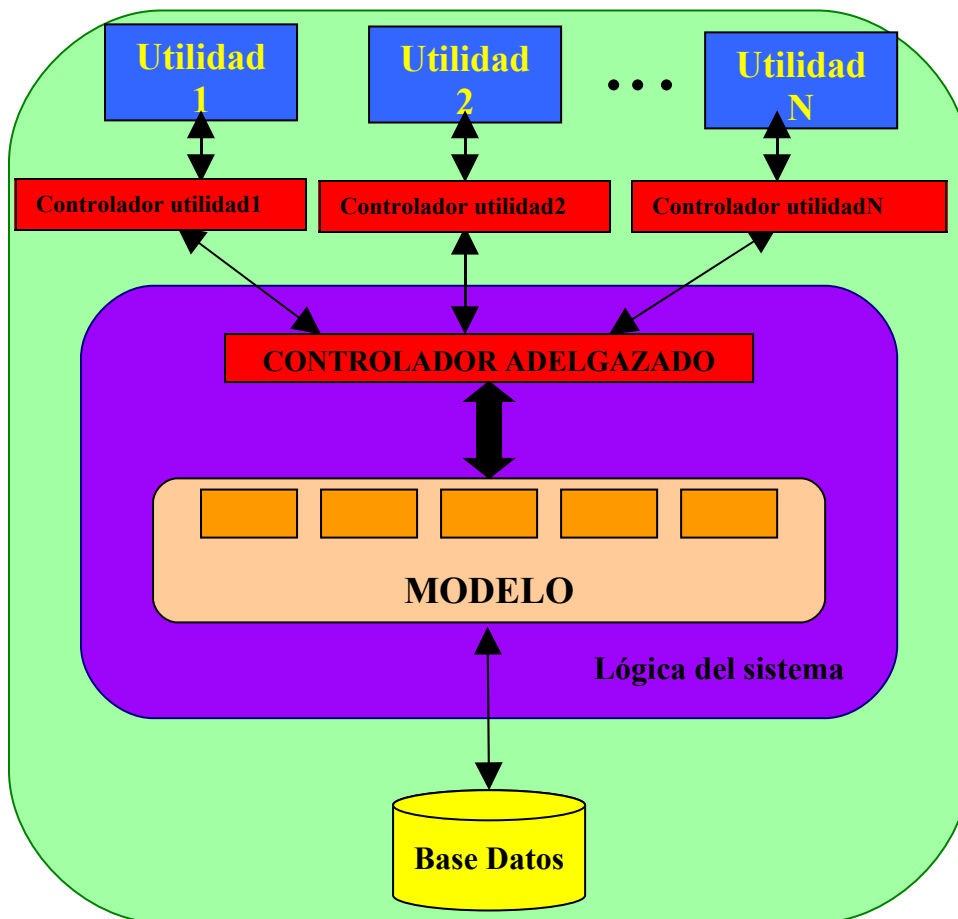 Utilidad
1
Utilidad
2
. . .
Utilidad
N
Controlador utilidad1
Controlador utilidad2
Controlador utilidadN
CONTROLADOR ADELGAZADO
MODELO
Lógica del sistema
Base Datos